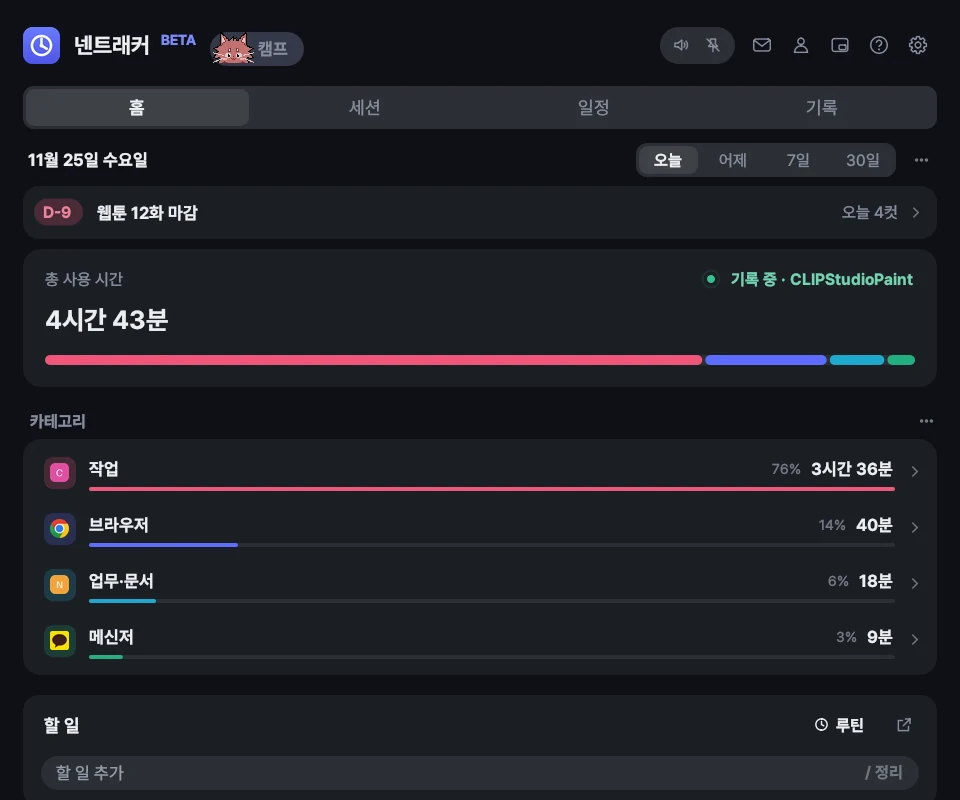 넨트래커 BETA 캠프
홈 세션 일정 기록
11월 25일 수요일 오늘 어제 7일 30일
D-9 웹툰 12화 마감 오늘 4컷
총 사용 시간 기록 중 · CLIPStudioPaint
4시간 43분
카테고리
C 작업 76% 3시간 36분
브라우저 14% 40분
N 업무·문서 6% 18분
메신저 3% 9분
할 일 루틴
할 일 추가 / 정리